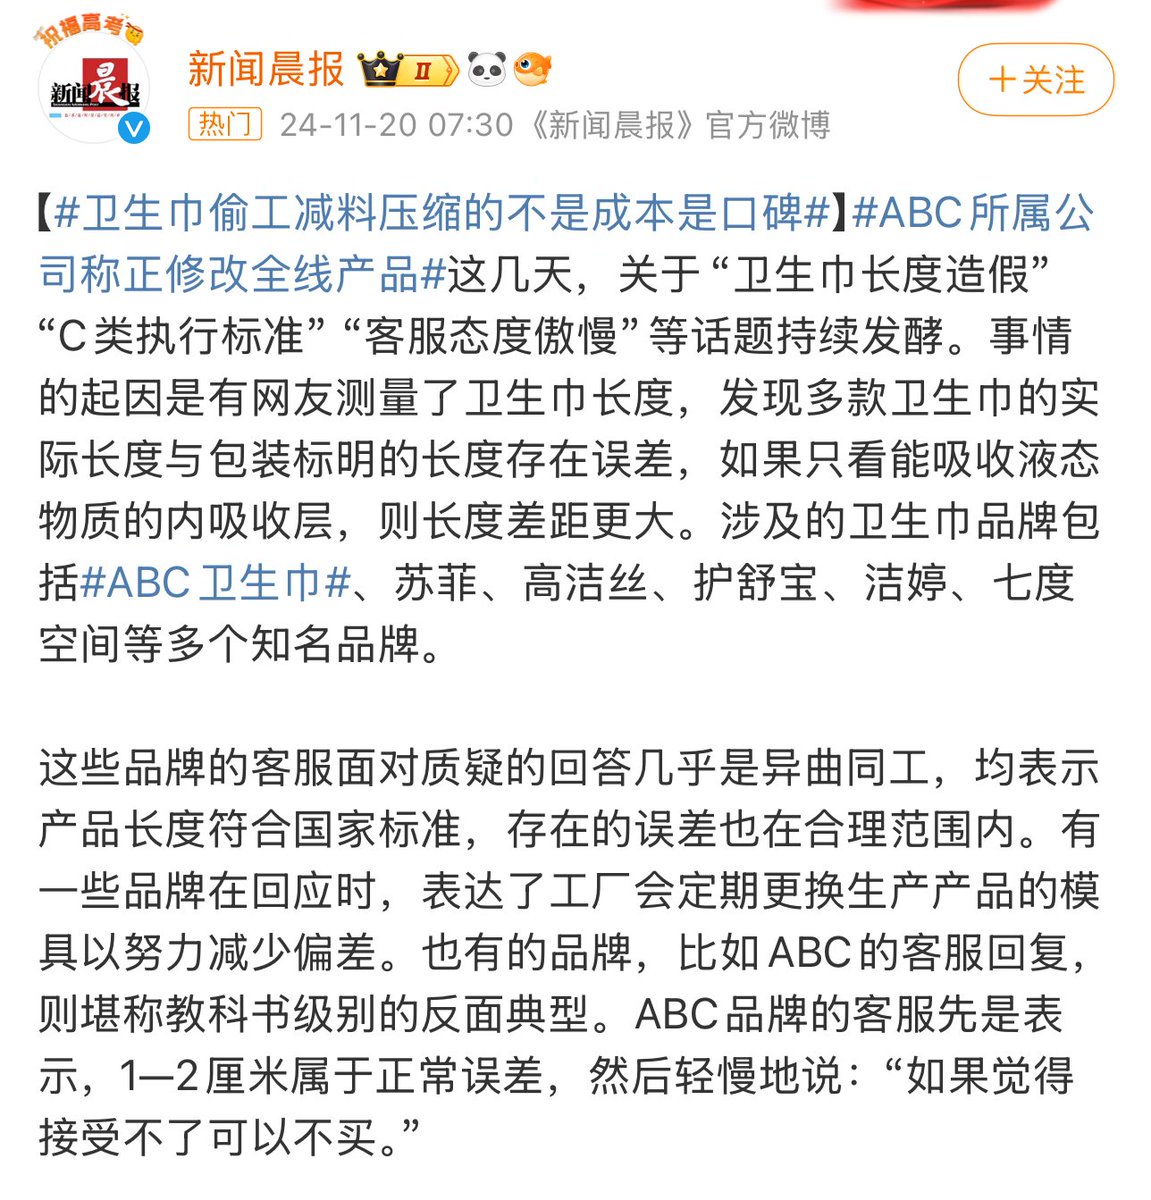 祝福高考
新闻晨报
新闻晨报 II
+关注
热门 24-11-20 07:30 《新闻晨报》官方微博
【#卫生巾偷工减料压缩的不是成本是口碑#】#ABC所属公
司称正修改全线产品#这几天，关于“卫生巾长度造假”
“C类执行标准”“客服态度傲慢”等话题持续发酵。事情
的起因是有网友测量了卫生巾长度，发现多款卫生巾的实
际长度与包装标明的长度存在误差，如果只看能吸收液态
物质的内吸收层，则长度差距更大。涉及的卫生巾品牌包
括#ABC卫生巾#、苏菲、高洁丝、护舒宝、洁婷、七度
空间等多个知名品牌。
这些品牌的客服面对质疑的回答几乎是异曲同工，均表示
产品长度符合国家标准，存在的误差也在合理范围内。有
一些品牌在回应时，表达了工厂会定期更换生产产品的模
具以努力减少偏差。也有的品牌，比如ABC的客服回复，
则堪称教科书级别的反面典型。ABC品牌的客服先是表
示，1—2厘米属于正常误差，然后轻慢地说：“如果觉得
接受不了可以不买。”